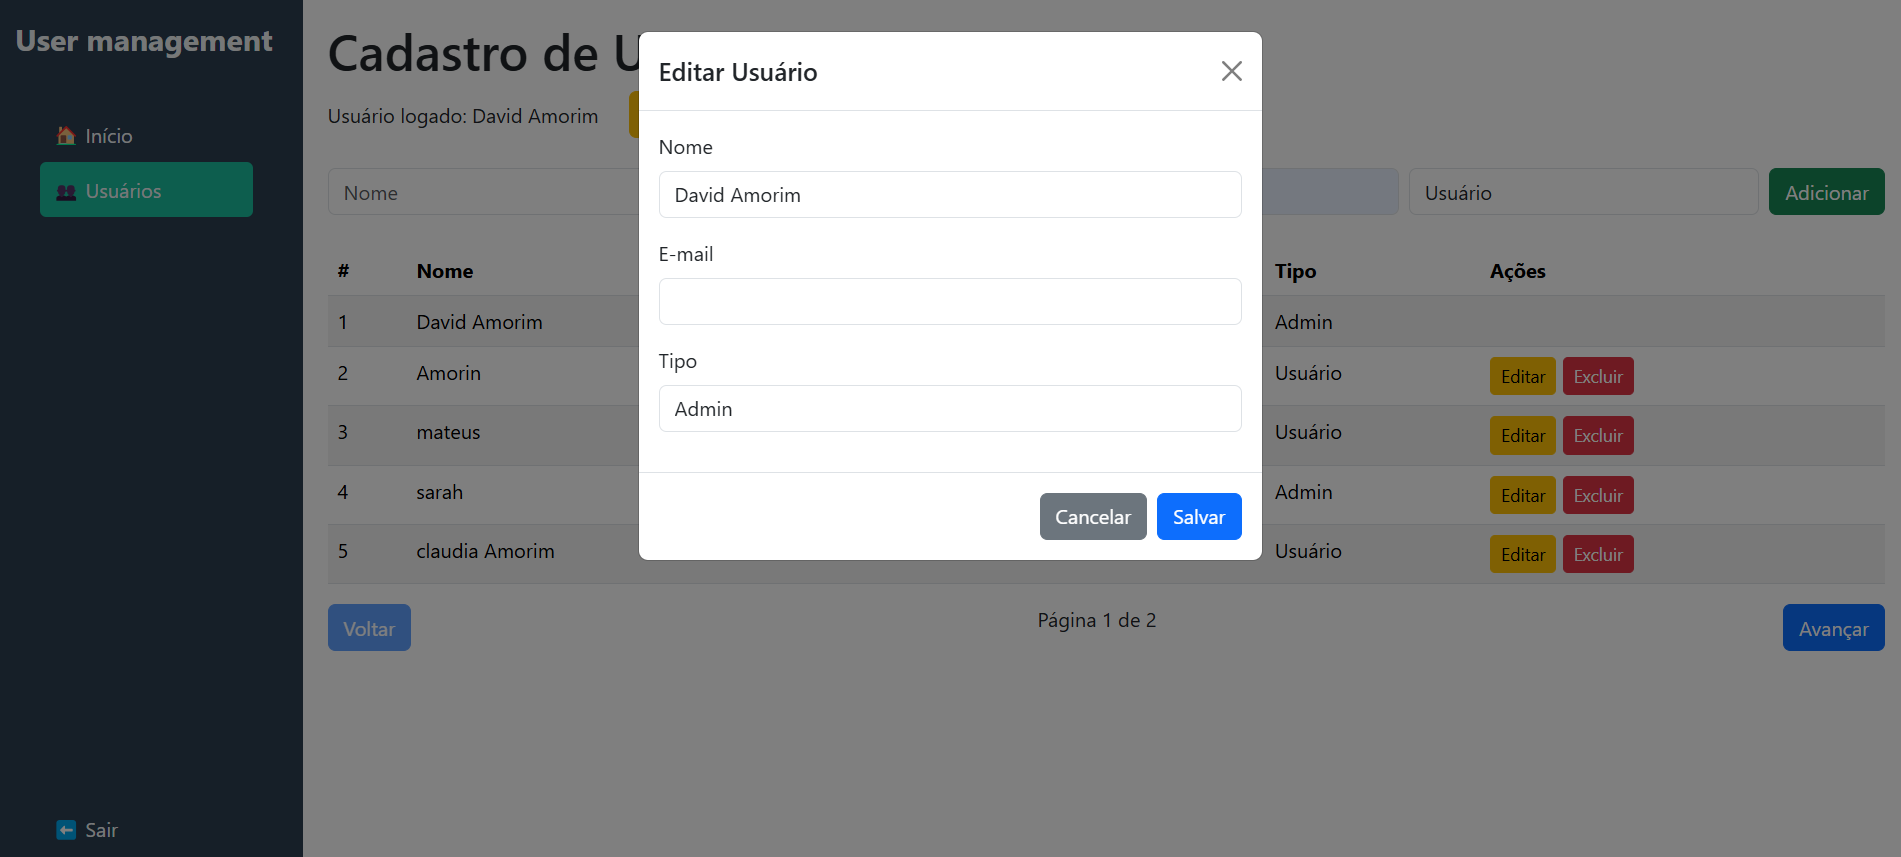 User management
Início
Usuários
Sair
Cadastro de U
Usuário logado: David Amorim
Nome
Usuário
Adicionar
# Nome Tipo Ações
1 David Amorim Admin
2 Amorin Usuário Editar Excluir
3 mateus Usuário Editar Excluir
4 sarah Admin Editar Excluir
5 claudia Amorim Usuário Editar Excluir
Voltar
Página 1 de 2
Avançar
Editar Usuário
Nome
David Amorim
E-mail
Tipo
Admin
Cancelar
Salvar